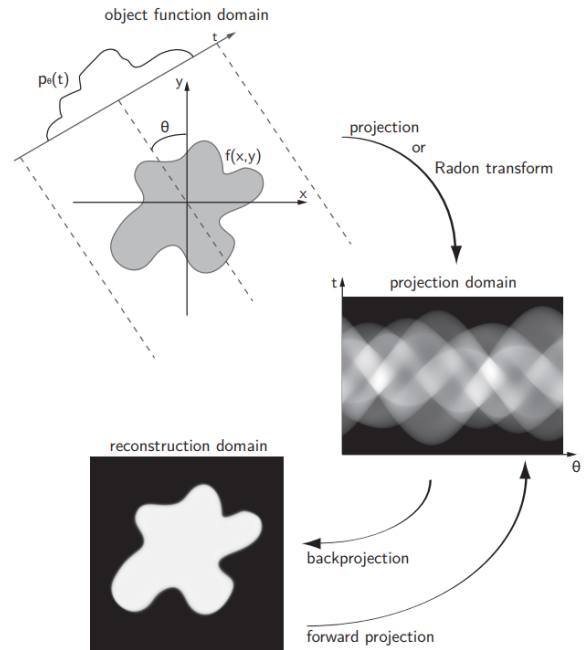 object function domain
t
pθ(t)
y
θ
f(x,y)
x
projection
or
Radon transform
projection domain
t
θ
reconstruction domain
backprojection
forward projection